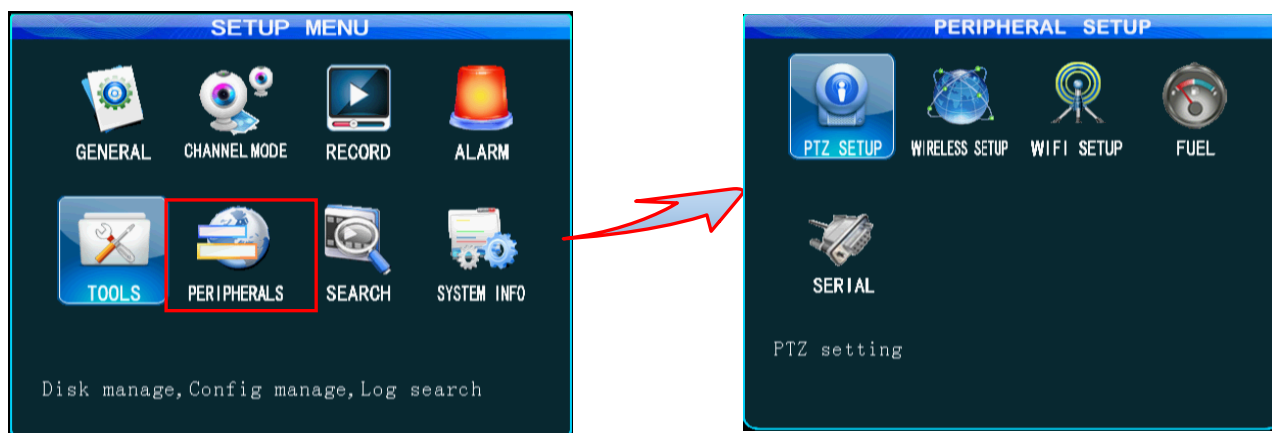 SETUP MENU
GENERAL CHANNEL MODE RECORD ALARM
TOOLS PERIPHERALS SEARCH SYSTEM INFO
Disk manage,Config manage,Log search
PERIPHERAL SETUP
PTZ SETUP WIRELESS SETUP WIFI SETUP FUEL
SERIAL
PTZ setting